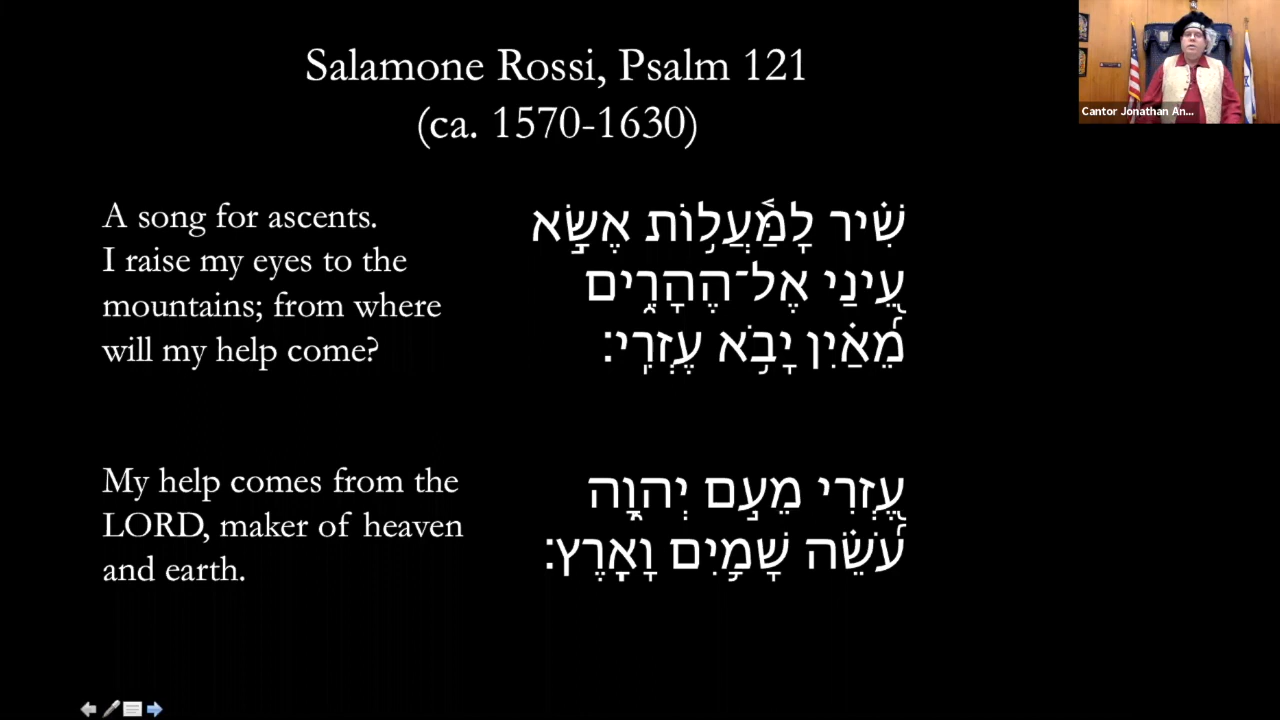 Salamone Rossi, Psalm 121
(ca. 1570-1630)
Cantor Jonathan An...
A song for ascents.
I raise my eyes to the
mountains; from where
will my help come?
שִׁ֗יר לַֽמַּ֫עֲל֥וֹת אֶשָּׂ֣א
עֵ֭ינַי אֶל־הֶהָרִ֑ים
מֵ֝אַ֗יִן יָבֹ֥א עֶזְרִֽי׃
My help comes from the
LORD, maker of heaven
and earth.
עֶ֭זְרִי מֵעִ֣ם יְהוָ֑ה
עֹ֝שֵׂ֗ה שָׁמַ֥יִם וָאָֽרֶץ׃